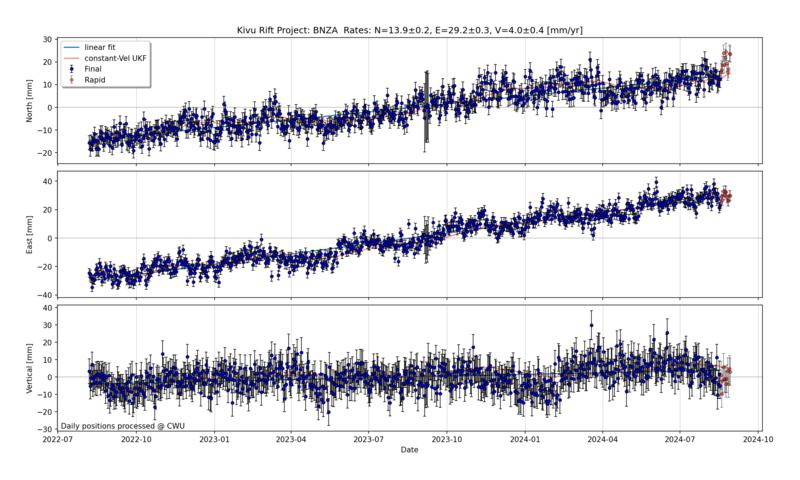 Kivu Rift Project: BNZA  Rates: N=13.9±0.2, E=29.2±0.3, V=4.0±0.4 [mm/yr]
linear fit
constant-Vel UKF
Final
Rapid
North [mm]
30
20
10
0
−10
−20
East [mm]
40
20
0
−20
−40
Vertical [mm]
40
30
20
10
0
−10
−20
−30
Daily positions processed @ CWU
2022-07
2022-10
2023-01
2023-04
2023-07
2023-10
2024-01
2024-04
2024-07
2024-10
Date